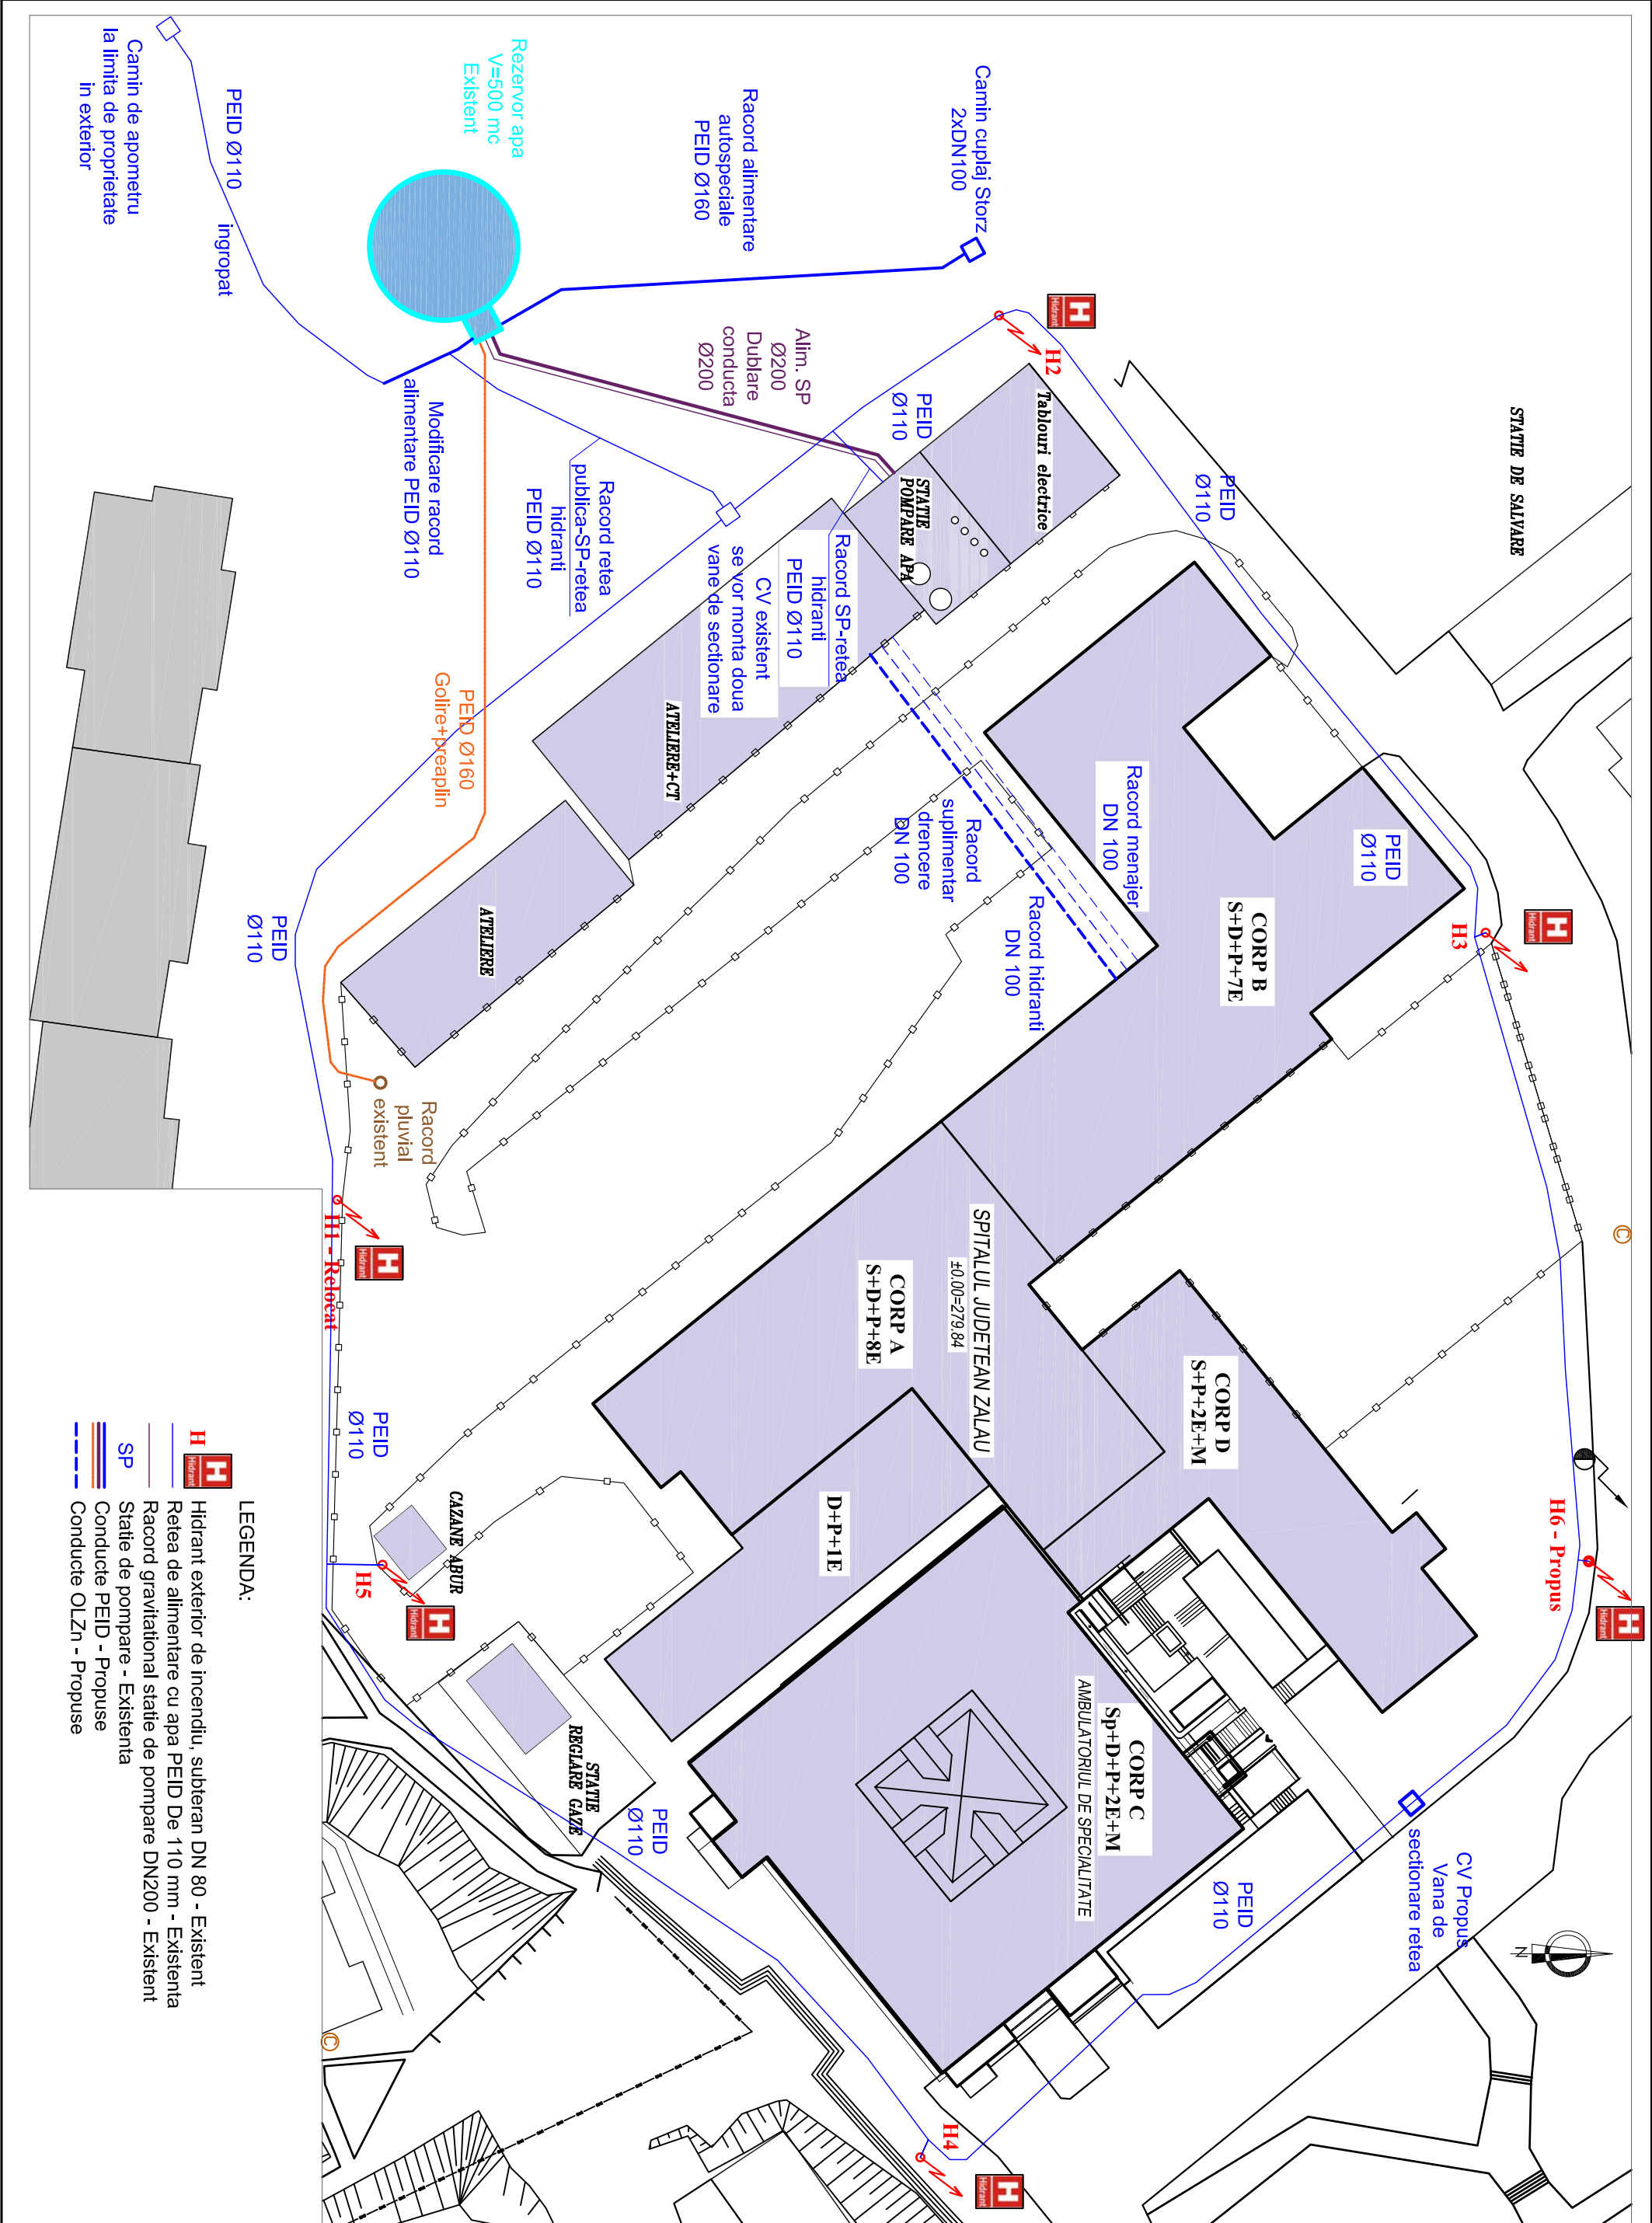 STATIE DE SALVARE
Camin cuplaj Storz
2xDN100
Racord alimentare
autospeciale
PEID Ø160
Rezervor apa
V=500 mc
Existent
PEID Ø110
ingropat
Camin de apometru
la limita de proprietate
in exterior
Alim. SP
Ø200
Dublare
conducta
Ø200
Modificare racord
alimentare PEID Ø110
Racord retea
publica-SP-retea
hidranti
PEID Ø110
H
Hidrant
H2
Tablouri electrice
PEID
Ø110
PEID
Ø110
STATIE
POMPARE APA
Racord SP-retea
hidranti
PEID Ø110
CV existent
se vor monta doua
vane de sectionare
ATELIERE+CT
PEID Ø160
Golire+preaplin
Racord menajer
DN 100
Racord
suplimentar
drencere
DN 100
Racord hidranti
DN 100
PEID
Ø110
CORP B
S+D+P+7E
H
Hidrant
H3
ATELIERE
PEID
Ø110
Racord
pluvial
existent
H1 - Relocat
H
Hidrant
SPITALUL JUDETEAN ZALAU
±0.00=279.84
CORP A
S+D+P+8E
CORP D
S+P+2E+M
©
D+P+1E
PEID
Ø110
CAZANE ABUR
H5
H
Hidrant
H6 - Propus
H
Hidrant
CORP C
Sp+D+P+2E+M
AMBULATORIUL DE SPECIALITATE
STATIE
REGLARE GAZE
PEID
Ø110
PEID
Ø110
CV Propus
Vana de
sectionare retea
N
©
H4
H
Hidrant
LEGENDA:
H
H
Hidrant
Hidrant exterior de incendiu, subteran DN 80 - Existent
Retea de alimentare cu apa PEID De 110 mm - Existenta
Racord gravitational statie de pompare DN200 - Existent
SP Statie de pompare - Existenta
Conducte PEID - Propuse
Conducte OLZn - Propuse